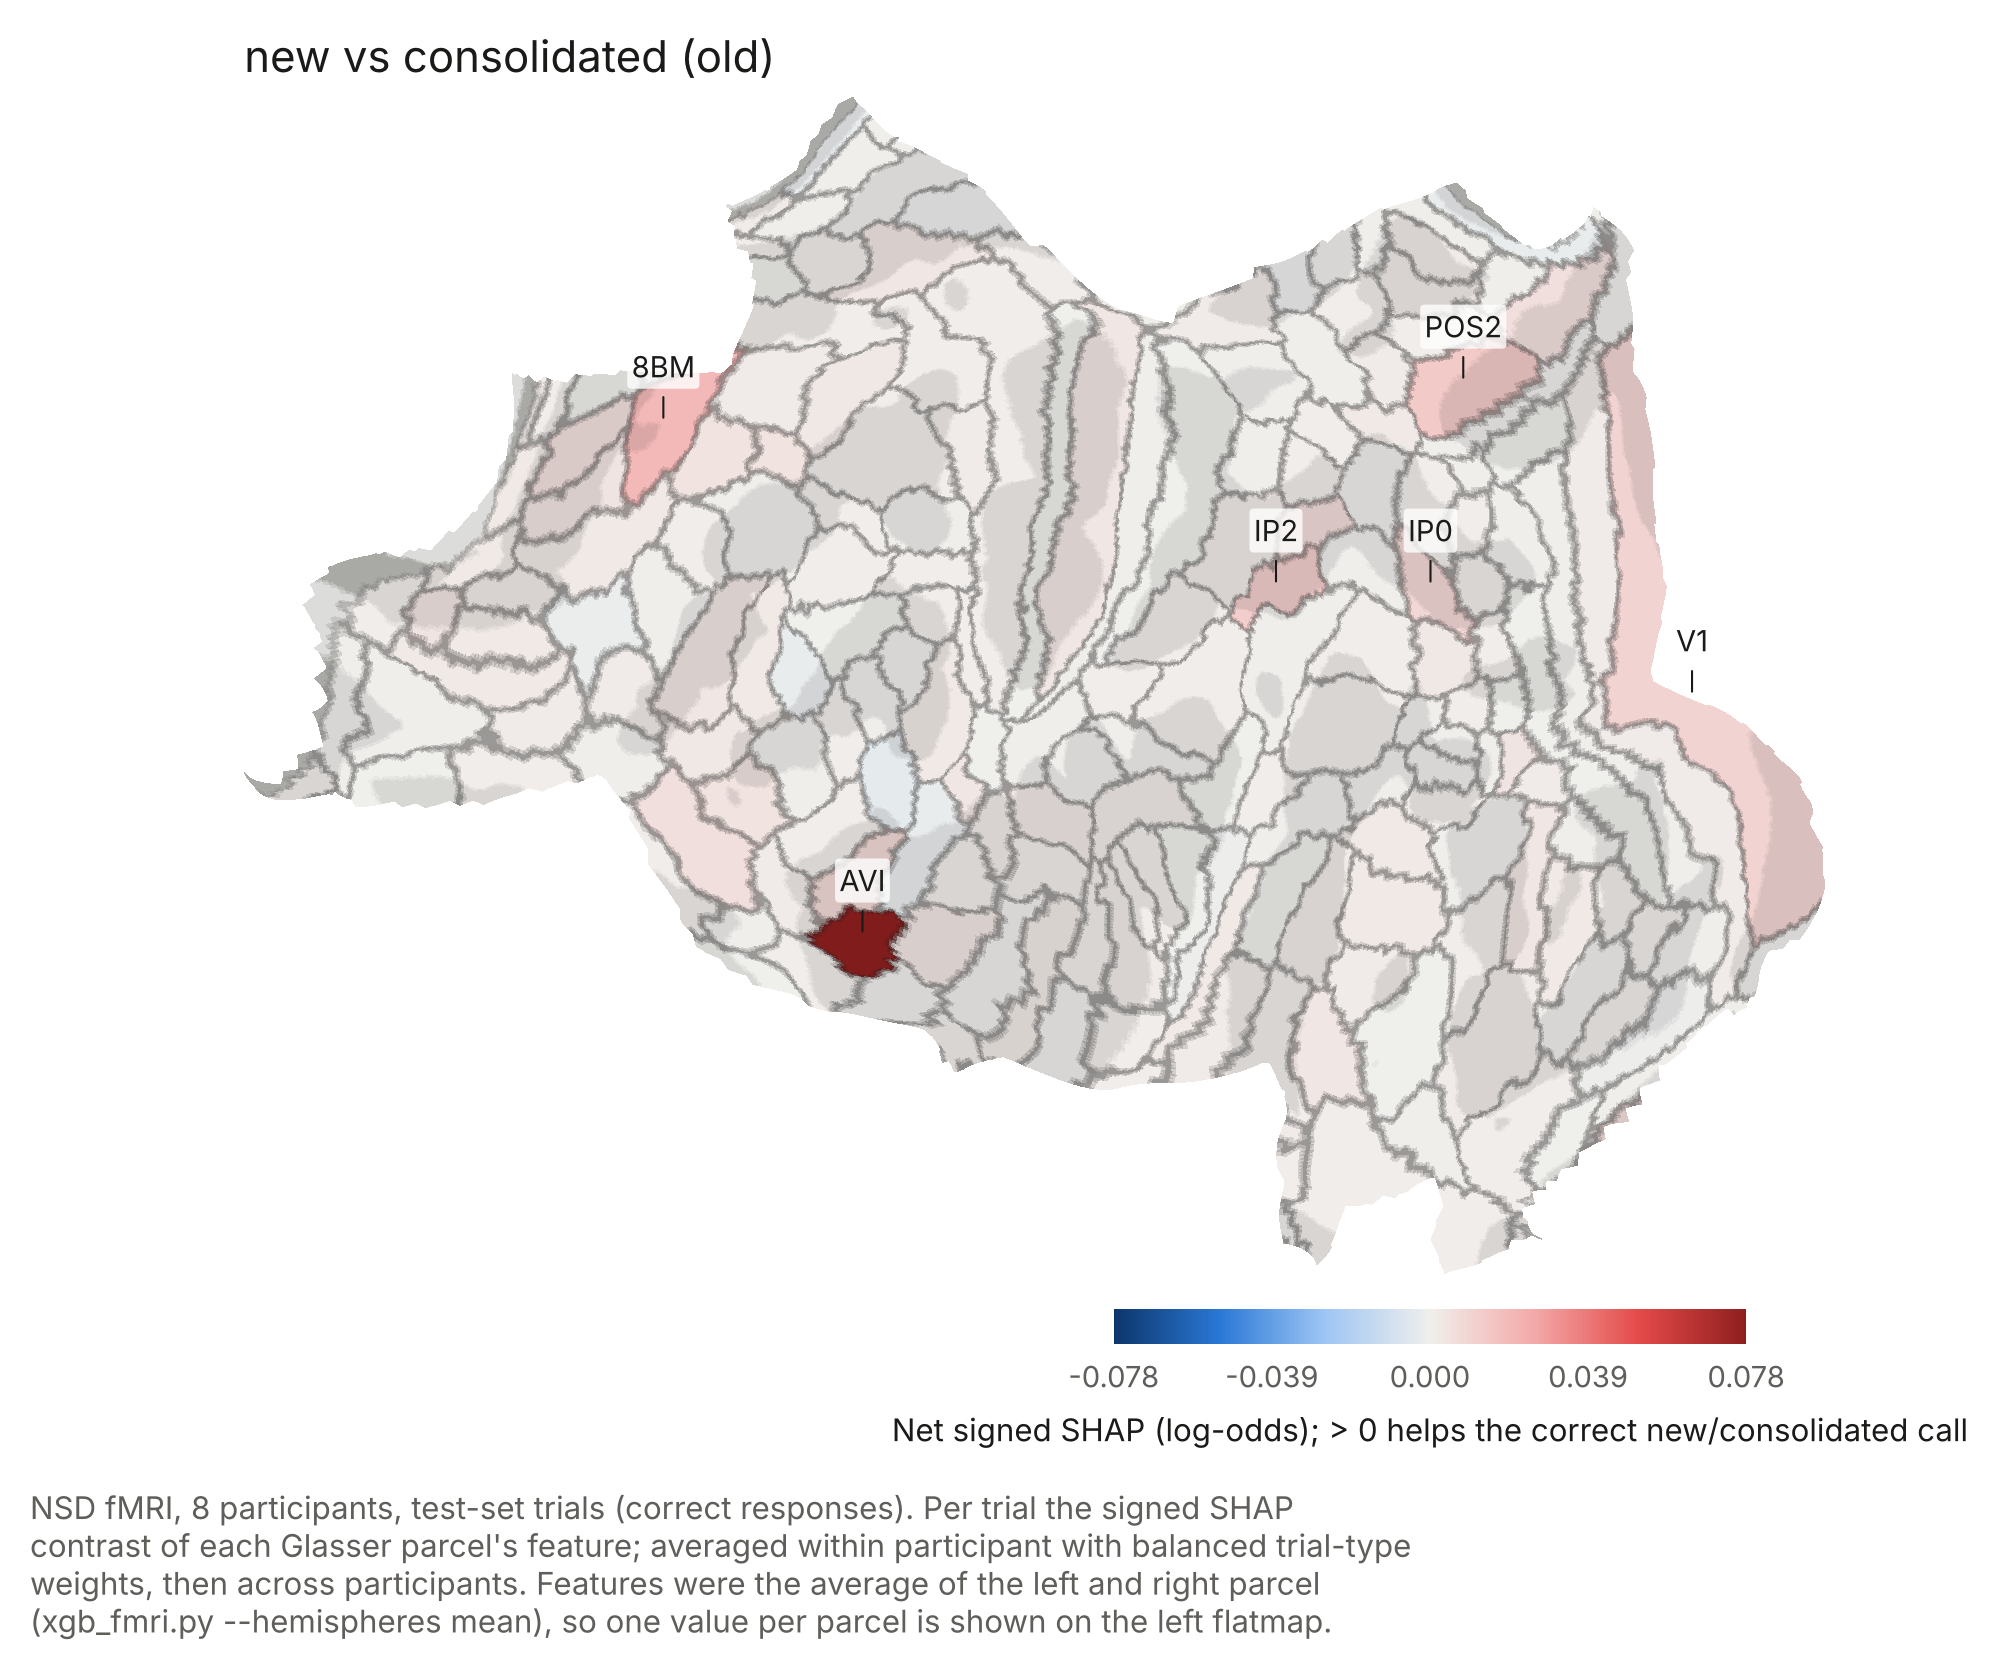 new vs consolidated (old)
8BM
POS2
IP2
IP0
V1
AVI
-0.078
-0.039
0.000
0.039
0.078
Net signed SHAP (log-odds); > 0 helps the correct new/consolidated call
NSD fMRI, 8 participants, test-set trials (correct responses). Per trial the signed SHAP
contrast of each Glasser parcel's feature; averaged within participant with balanced trial-type
weights, then across participants. Features were the average of the left and right parcel
(xgb_fmri.py --hemispheres mean), so one value per parcel is shown on the left flatmap.